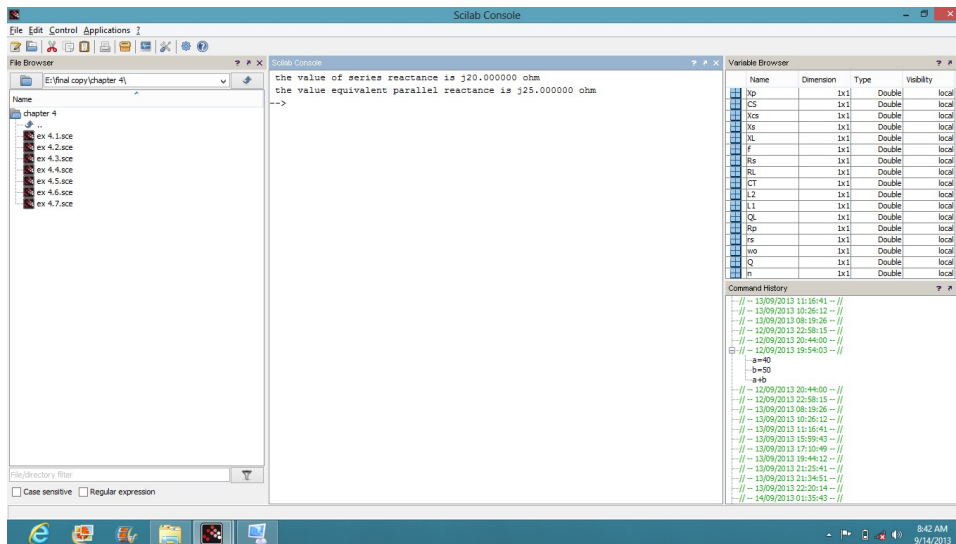 Scilab Console
File Edit Control Applications ?
File Browser
E:\final copy\chapter 4\
Name
chapter 4
..
ex 4.1.sce
ex 4.2.sce
ex 4.3.sce
ex 4.4.sce
ex 4.5.sce
ex 4.6.sce
ex 4.7.sce
File/directory filter
Case sensitive Regular expression
Scilab Console
the value of series reactance is j20.000000 ohm
the value equivalent parallel reactance is j25.000000 ohm
-->
Variable Browser
Name Dimension Type Visibility
Xp 1x1 Double local
CS 1x1 Double local
Xcs 1x1 Double local
Xs 1x1 Double local
XL 1x1 Double local
f 1x1 Double local
Rs 1x1 Double local
RL 1x1 Double local
CT 1x1 Double local
L2 1x1 Double local
L1 1x1 Double local
QL 1x1 Double local
Rp 1x1 Double local
rs 1x1 Double local
wo 1x1 Double local
Q 1x1 Double local
n 1x1 Double local
Command History
// -- 13/09/2013 11:16:41 -- //
// -- 13/09/2013 10:26:12 -- //
// -- 13/09/2013 08:19:26 -- //
// -- 12/09/2013 22:58:15 -- //
// -- 12/09/2013 20:44:00 -- //
// -- 12/09/2013 19:54:03 -- //
a=40
b=50
a+b
// -- 12/09/2013 20:44:00 -- //
// -- 12/09/2013 22:58:15 -- //
// -- 13/09/2013 08:19:26 -- //
// -- 13/09/2013 10:26:12 -- //
// -- 13/09/2013 11:16:41 -- //
// -- 13/09/2013 15:59:43 -- //
// -- 13/09/2013 17:10:49 -- //
// -- 13/09/2013 19:44:12 -- //
// -- 13/09/2013 21:25:41 -- //
// -- 13/09/2013 21:34:51 -- //
// -- 13/09/2013 22:20:14 -- //
// -- 14/09/2013 01:35:43 -- //
8:42 AM
9/14/2013